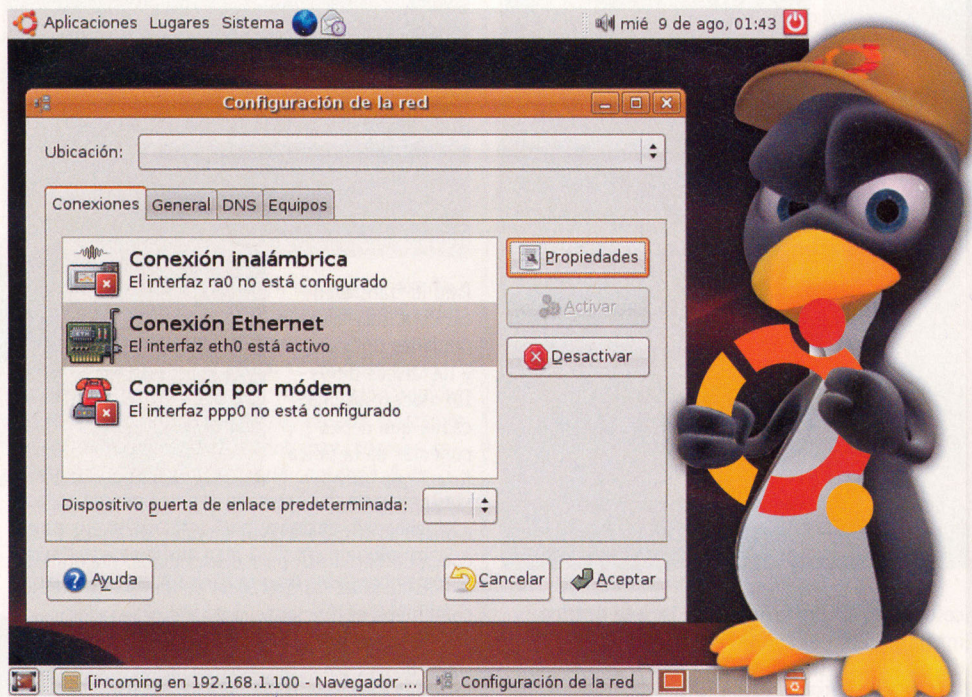 Aplicaciones Lugares Sistema
mié 9 de ago, 01:43
Configuración de la red
Ubicación:
Conexiones General DNS Equipos
Conexión inalámbrica
El interfaz ra0 no está configurado
Propiedades
Activar
Conexión Ethernet
El interfaz eth0 está activo
Desactivar
Conexión por módem
El interfaz ppp0 no está configurado
Dispositivo puerta de enlace predeterminada:
Ayuda
Cancelar
Aceptar
[incoming en 192.168.1.100 - Navegador ...
Configuración de la red